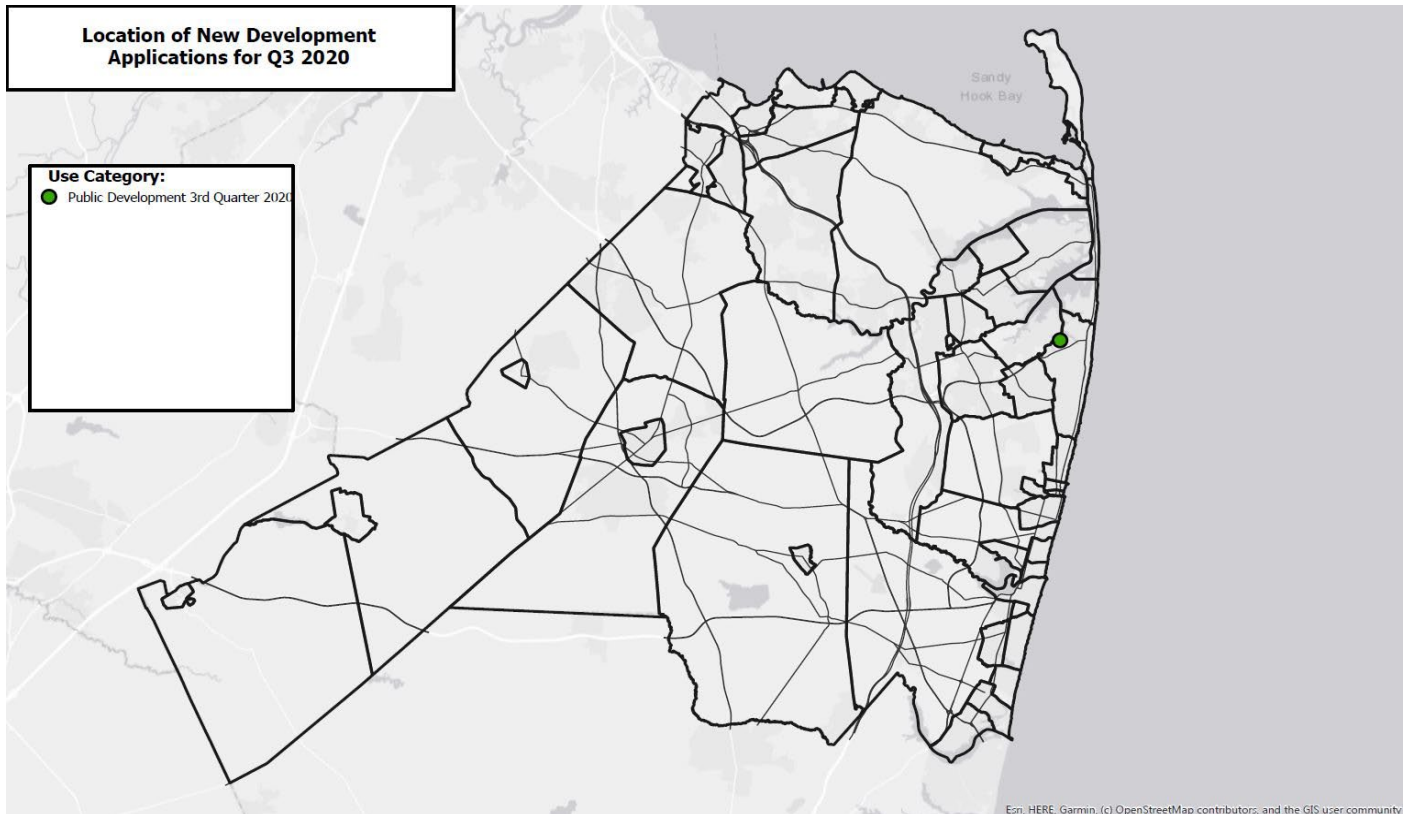 Location of New Development
Applications for Q3 2020
Sandy
Hook Bay
Use Category:
Public Development 3rd Quarter 2020
Esri, HERE, Garmin, (c) OpenStreetMap contributors, and the GIS user community